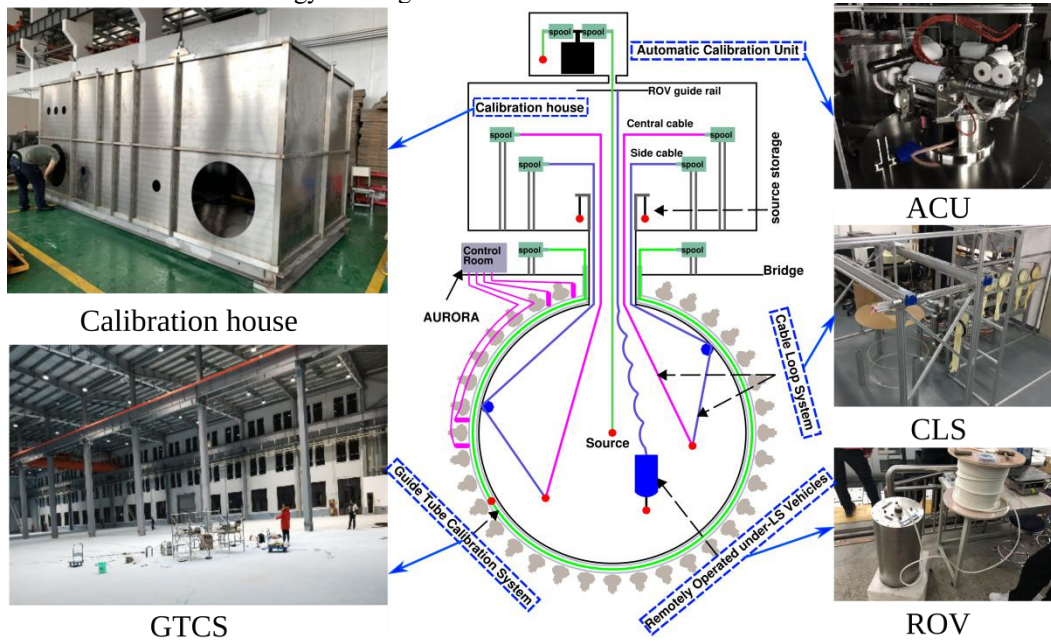 spool
spool
Automatic Calibration Unit
ROV guide rail
Calibration house
Central cable
spool
spool
Side cable
spool
spool
source storage
ACU
Control
Room
spool
spool
Bridge
AURORA
Calibration house
Cable Loop System
CLS
Source
Guide Tube Calibration System
Remotely Operated under-LS Vehicles
GTCS
ROV